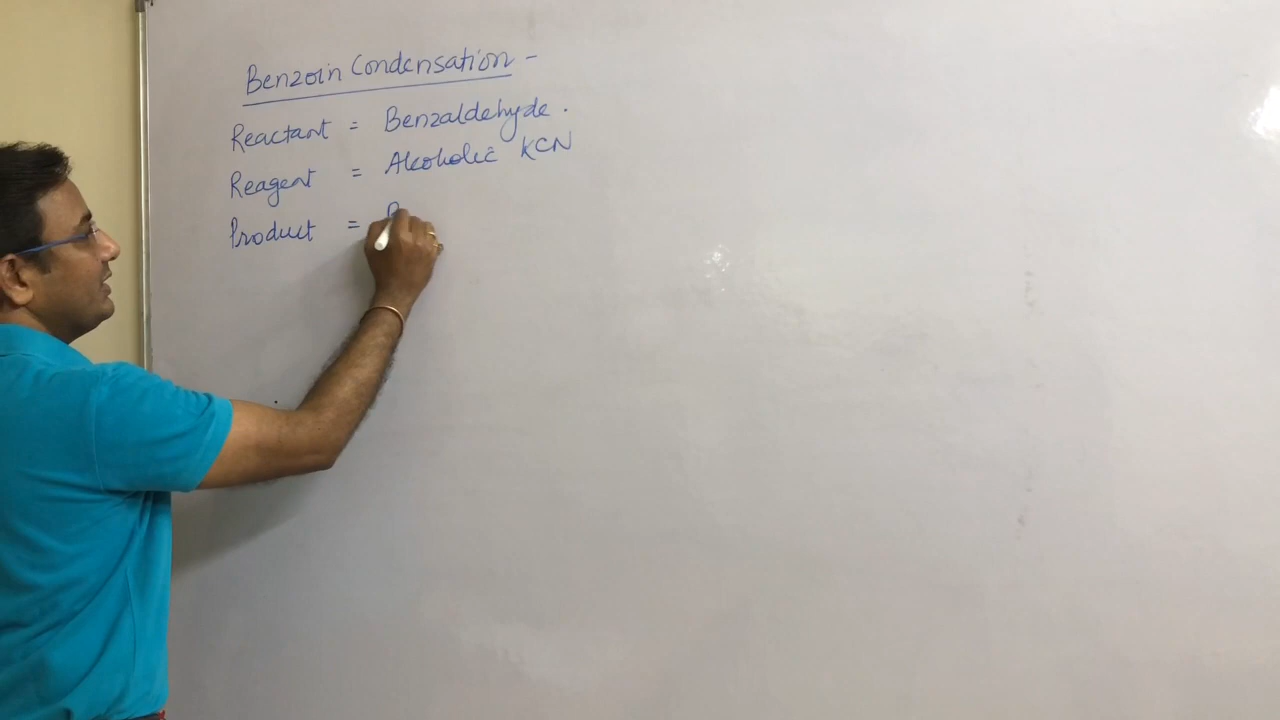 Benzoin Condensation -
Reactant = Benzaldehyde.
Reagent = Alcoholic KCN
Product =